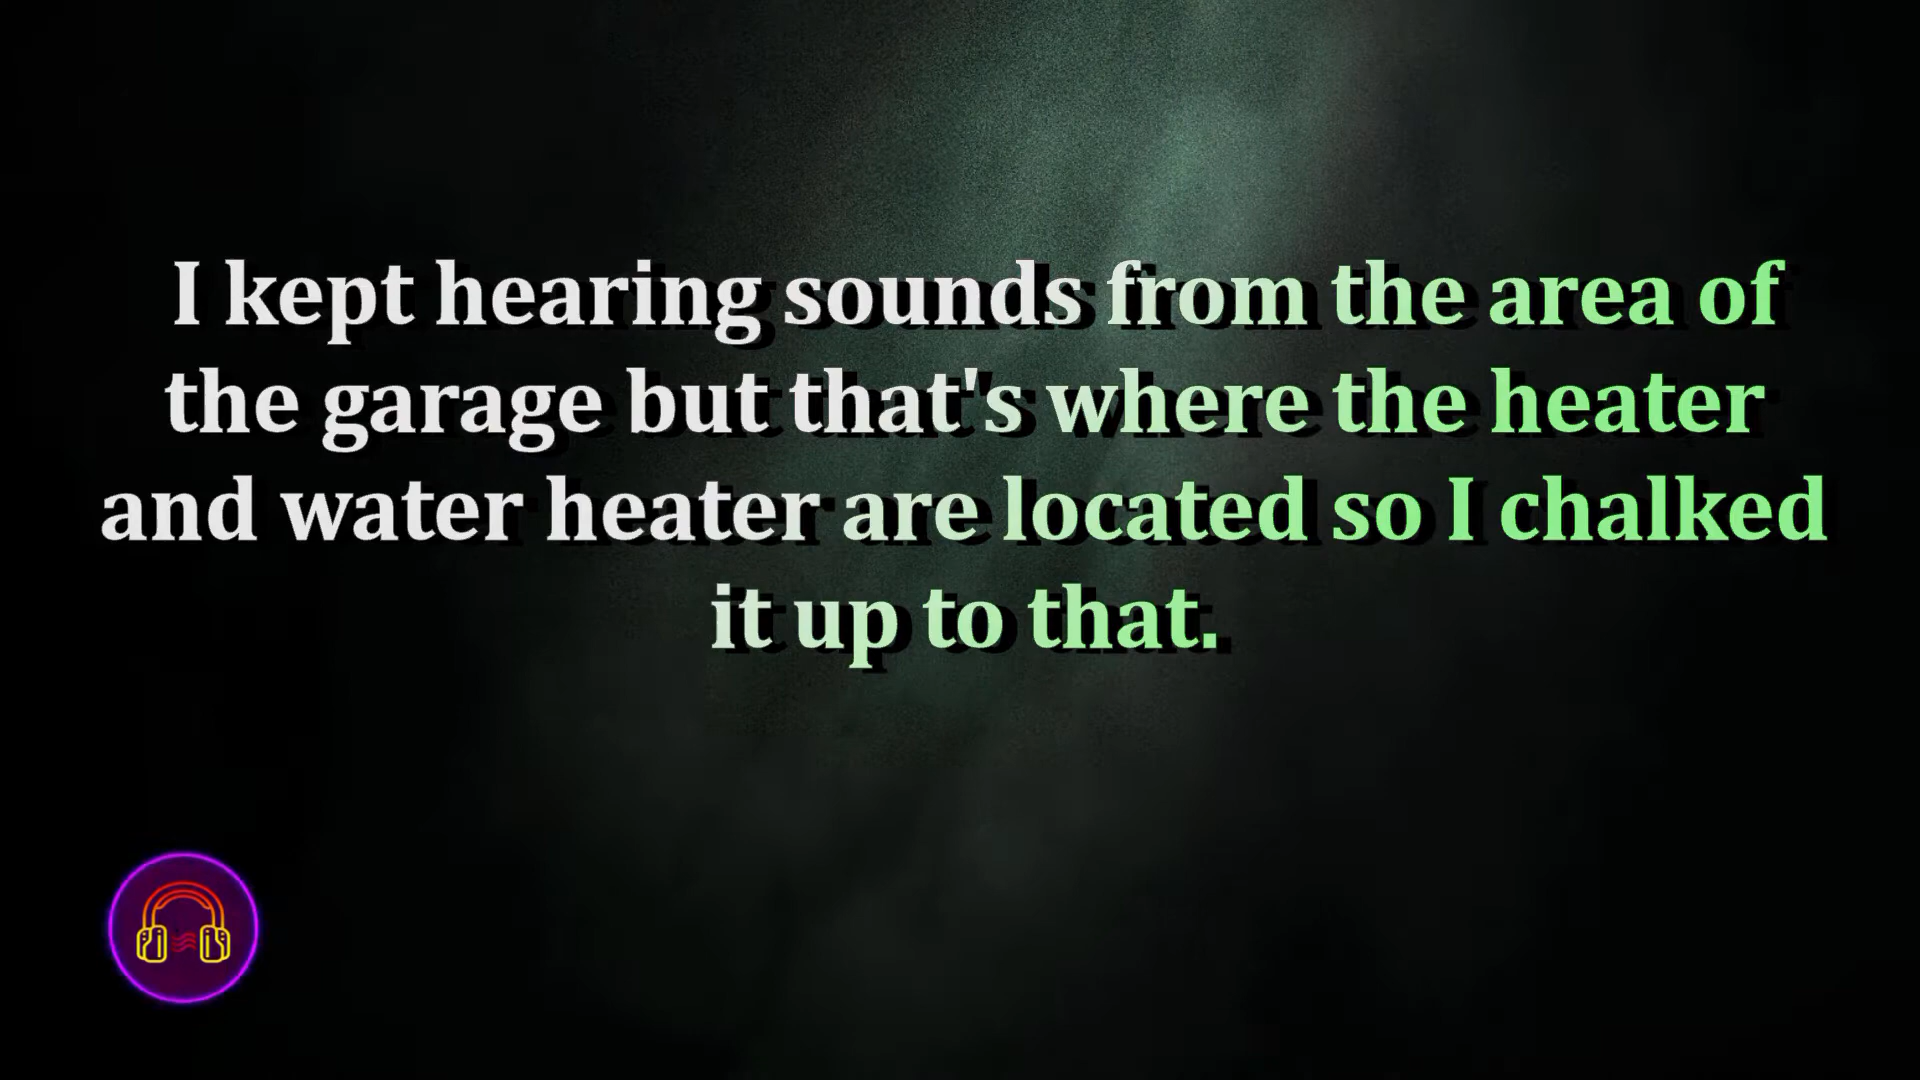 I kept hearing sounds from the area of
the garage but that's where the heater
and water heater are located so I chalked
it up to that.